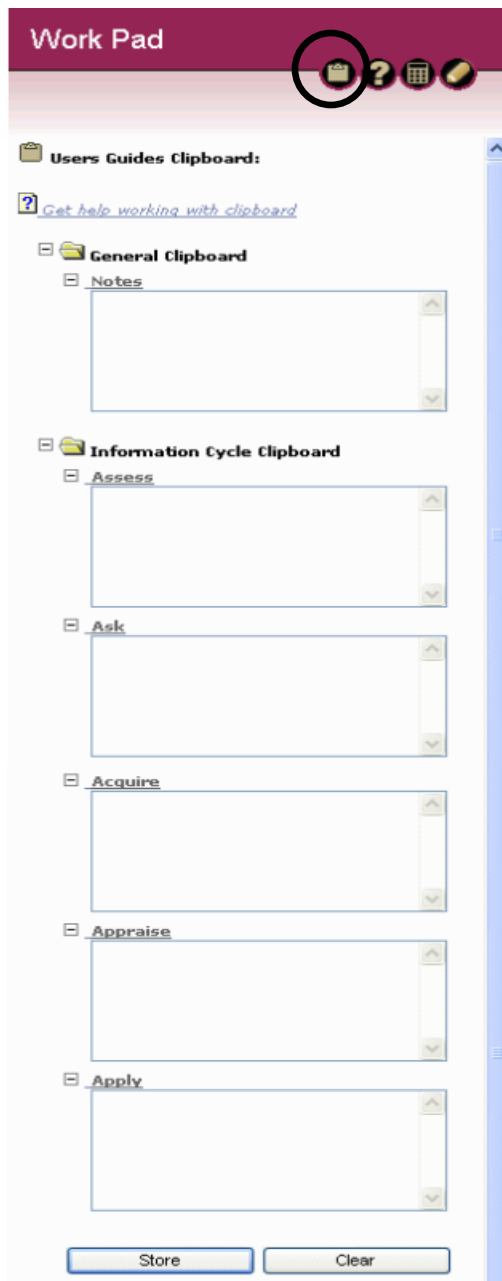 Work Pad
?
Users Guides Clipboard:
? Get help working with clipboard
General Clipboard
Notes
Information Cycle Clipboard
Assess
Ask
Acquire
Appraise
Apply
Store Clear